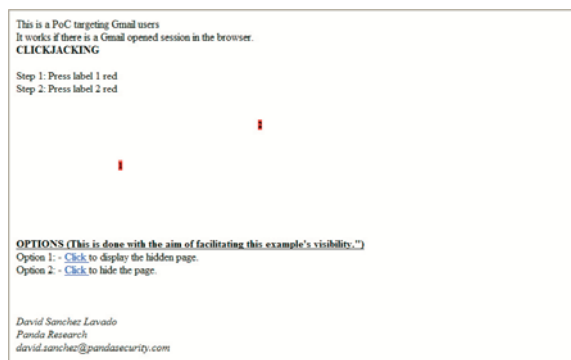 This is a PoC targeting Gmail users
It works if there is a Gmail opened session in the browser.
CLICKJACKING
Step 1: Press label 1 red
Step 2: Press label 2 red
2
1
OPTIONS (This is done with the aim of facilitating this example's visibility.")
Option 1: - Click to display the hidden page.
Option 2: - Click to hide the page.
David Sanchez Lavado
Panda Research
david.sanchez@pandasecurity.com